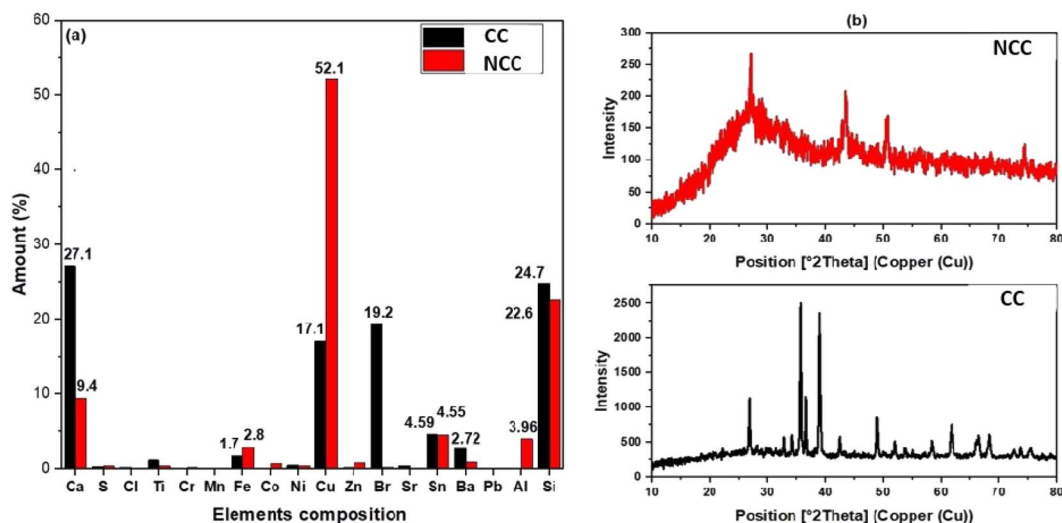 (a)
CC
NCC
60
50
40
30
20
10
0
Amount (%)
27.1
9.4
1.7
2.8
17.1
52.1
19.2
4.59
4.55
2.72
3.96
24.7
22.6
Ca S Cl Ti Cr Mn Fe Co Ni Cu Zn Br Sr Sn Ba Pb Al Si
Elements composition
(b)
NCC
300
250
200
150
100
50
0
Intensity
10 20 30 40 50 60 70 80
Position [°2Theta] (Copper (Cu))
CC
2500
2000
1500
1000
500
0
Intensity
10 20 30 40 50 60 70 80
Position [°2Theta] (Copper (Cu))